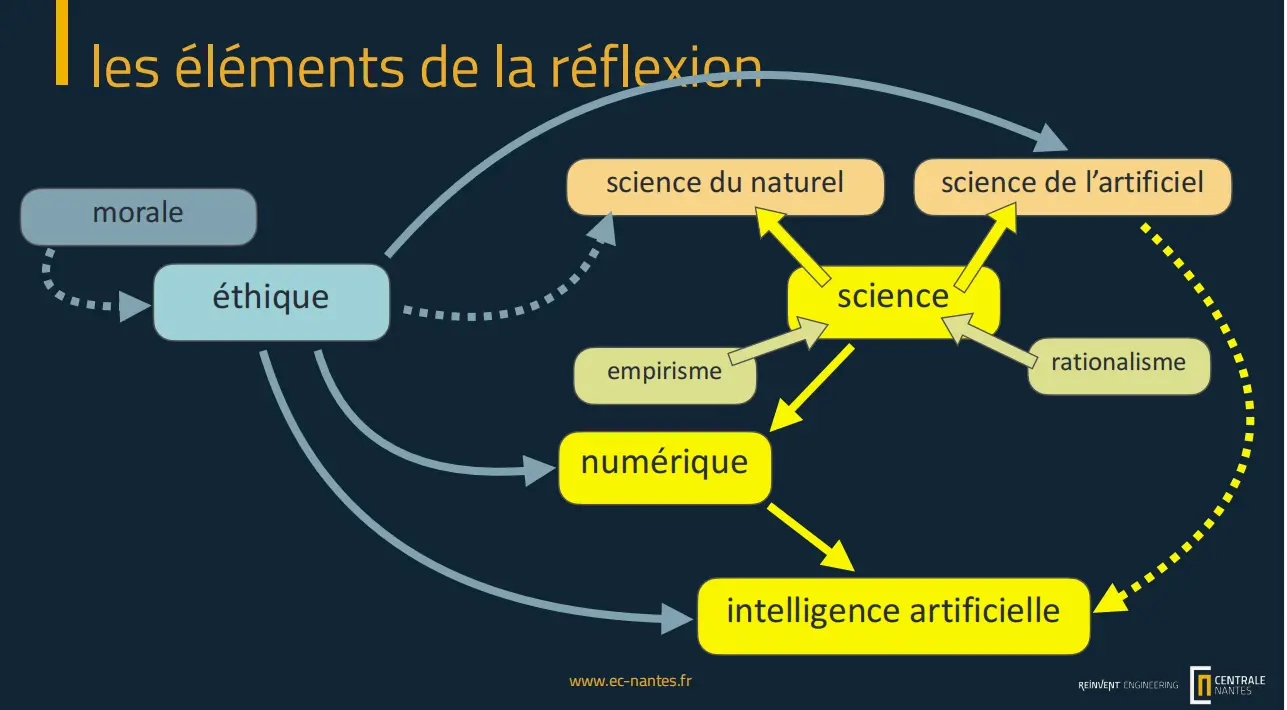 les éléments de la réflexion
morale
science du naturel
science de l’artificiel
éthique
science
empirisme
rationalisme
numérique
intelligence artificielle
www.ec-nantes.fr
REINVENT ENGINEERING
CENTRALE
NANTES